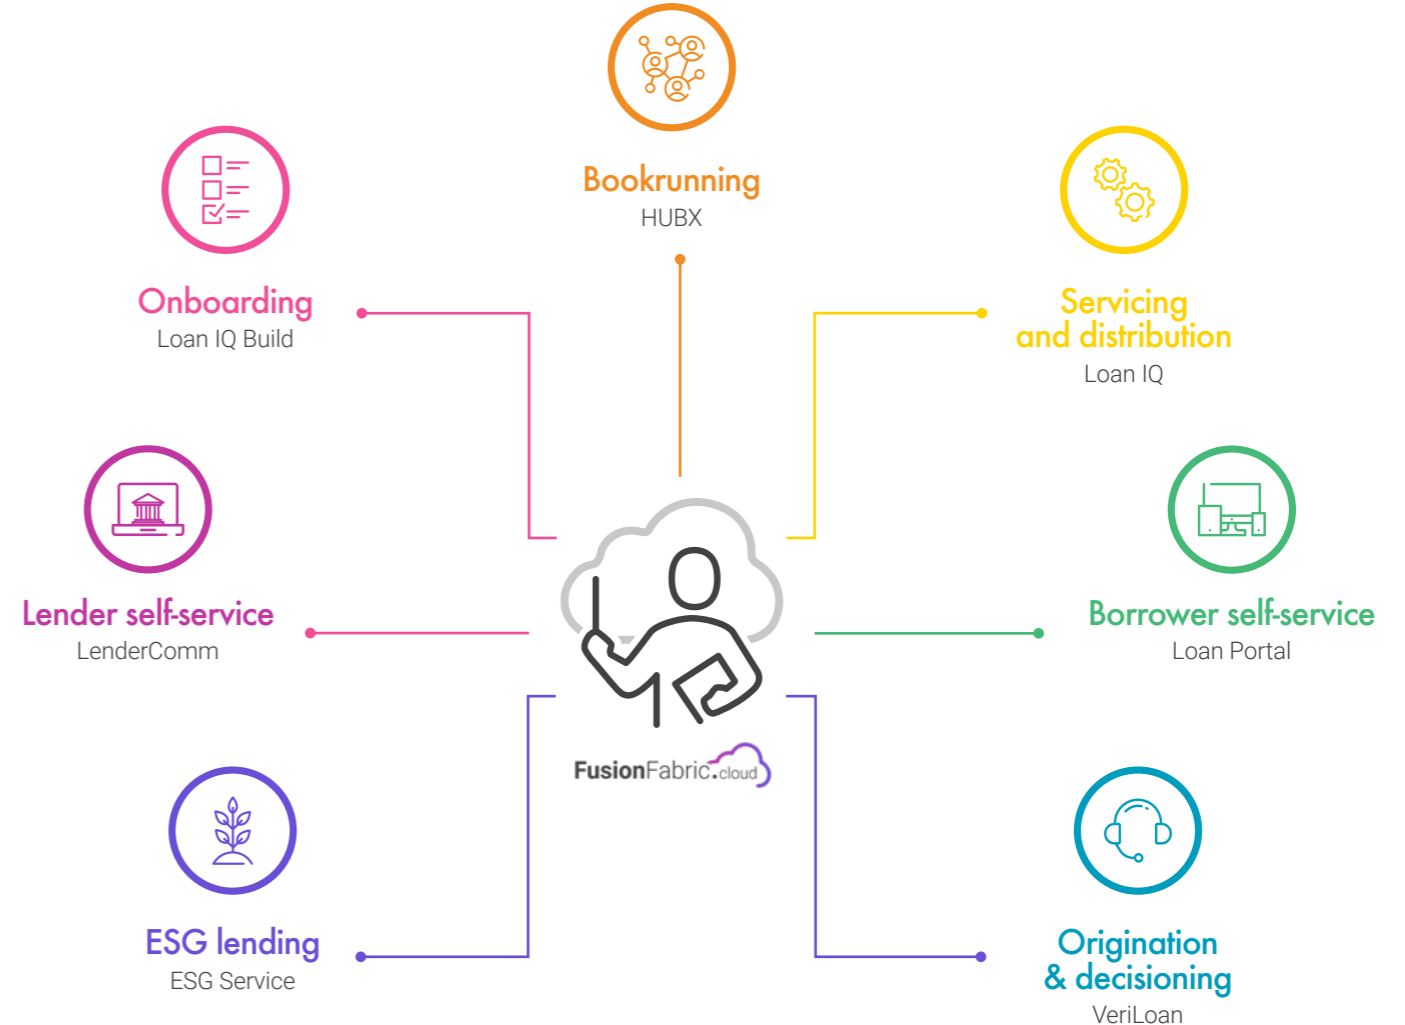 Bookrunning
HUBX
Onboarding
Loan IQ Build
Servicing
and distribution
Loan IQ
Lender self-service
LenderComm
Borrower self-service
Loan Portal
FusionFabric.cloud
ESG lending
ESG Service
Origination
& decisioning
VeriLoan